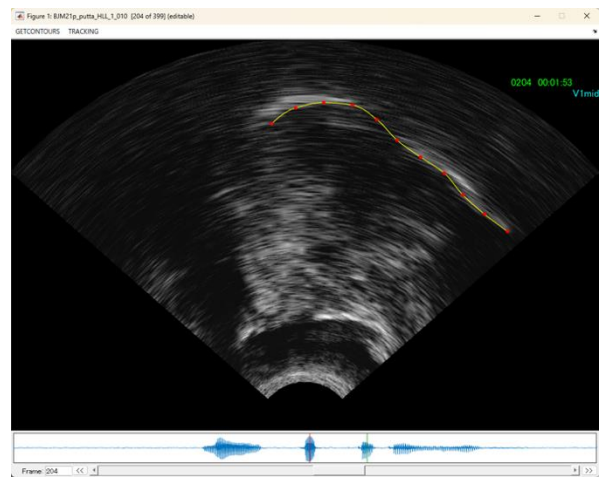 Figure 1: BJM21p_putta_HLL_1_010 [204 of 399] (editable)
GETCONTOURS TRACKING
0204 00:01:53
V1mid
Frame: 204 << >>